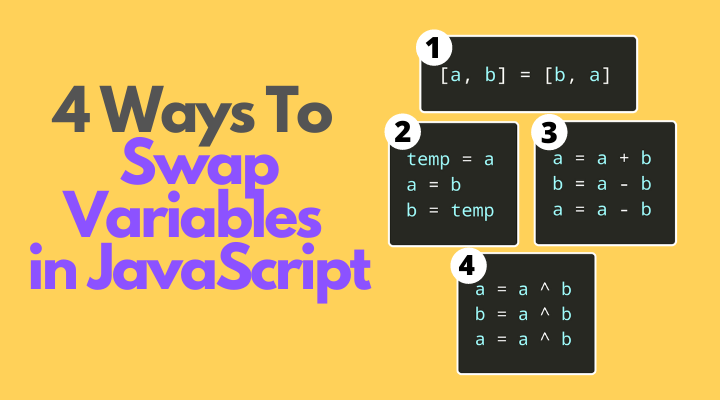 4 Ways To
Swap
Variables
in JavaScript
1
[a, b] = [b, a]
2
temp = a
a = b
b = temp
3
a = a + b
b = a - b
a = a - b
4
a = a ^ b
b = a ^ b
a = a ^ b